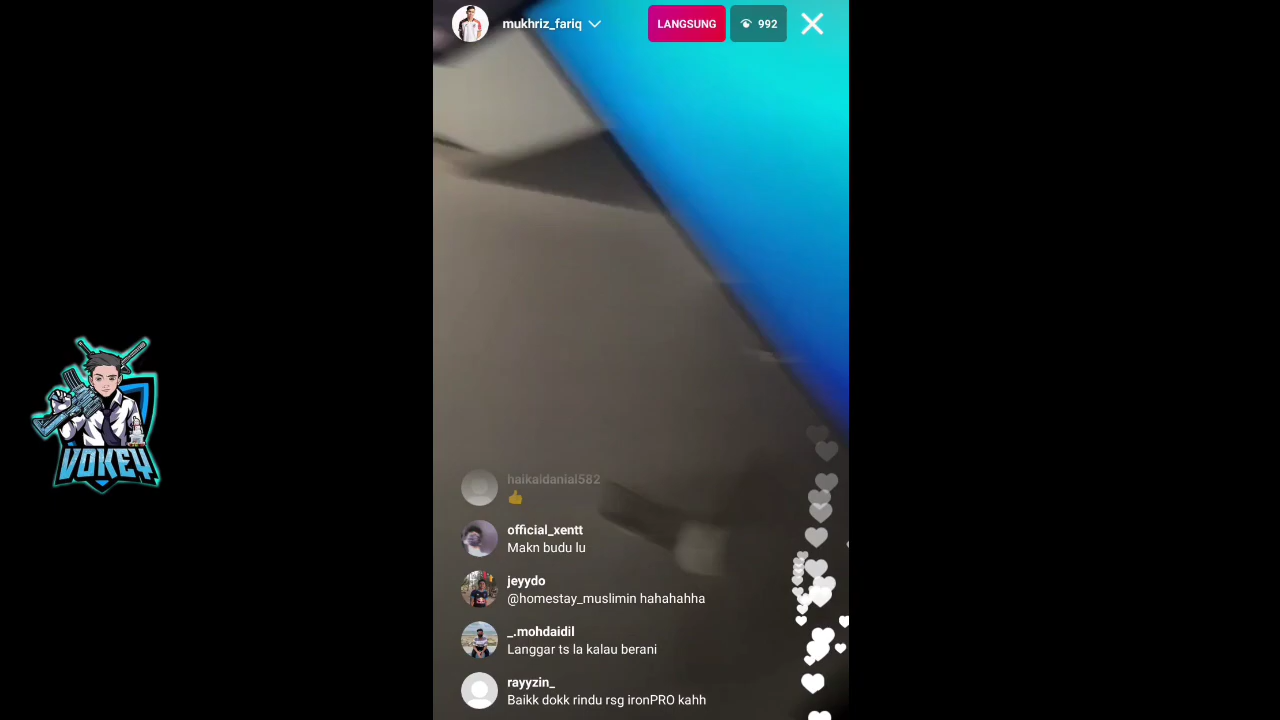 mukhriz_fariq
LANGSUNG
992
haikaldanial582
official_xentt
Makn budu lu
jeyydo
@homestay_muslimin hahahahha
_.mohdaidil
Langgar ts la kalau berani
rayyzin_
Baikk dokk rindu rsg ironPRO kahh
VOKEY